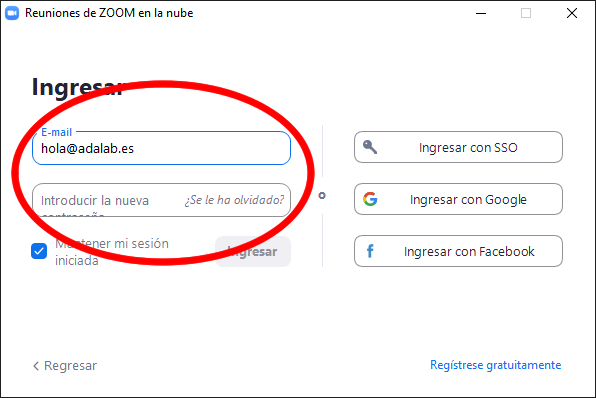 Reuniones de ZOOM en la nube
Ingresar
E-mail
hola@adalab.es
Introducir la nueva
contraseña
¿Se le ha olvidado?
Mantener mi sesión
iniciada
Ingresar
o
Ingresar con SSO
Ingresar con Google
Ingresar con Facebook
Regresar
Regístrese gratuitamente